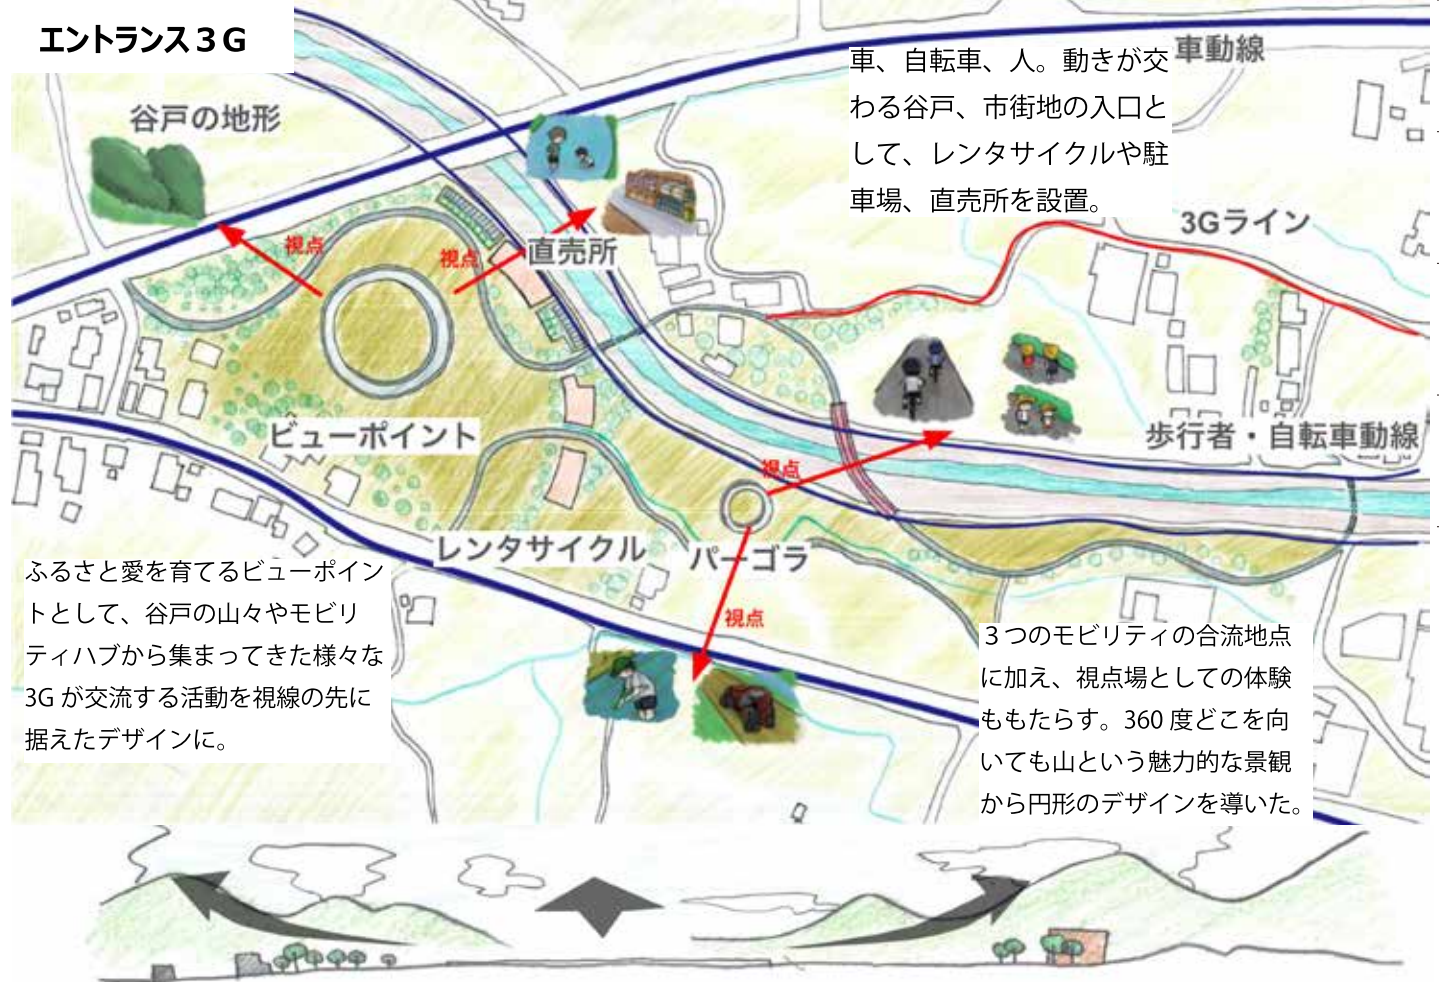 エントランス３G
車動線
車、自転車、人。動きが交
わる谷戸、市街地の入口と
して、レンタサイクルや駐
車場、直売所を設置。
谷戸の地形
3Gライン
視点
視点
直売所
ビューポイント
歩行者・自転車動線
視点
レンタサイクル
パーゴラ
視点
ふるさと愛を育てるビューポイン
トとして、谷戸の山々やモビリ
ティハブから集まってきた様々な
3G が交流する活動を視線の先に
据えたデザインに。
３つのモビリティの合流地点
に加え、視点場としての体験
ももたらす。360 度どこを向
いても山という魅力的な景観
から円形のデザインを導いた。